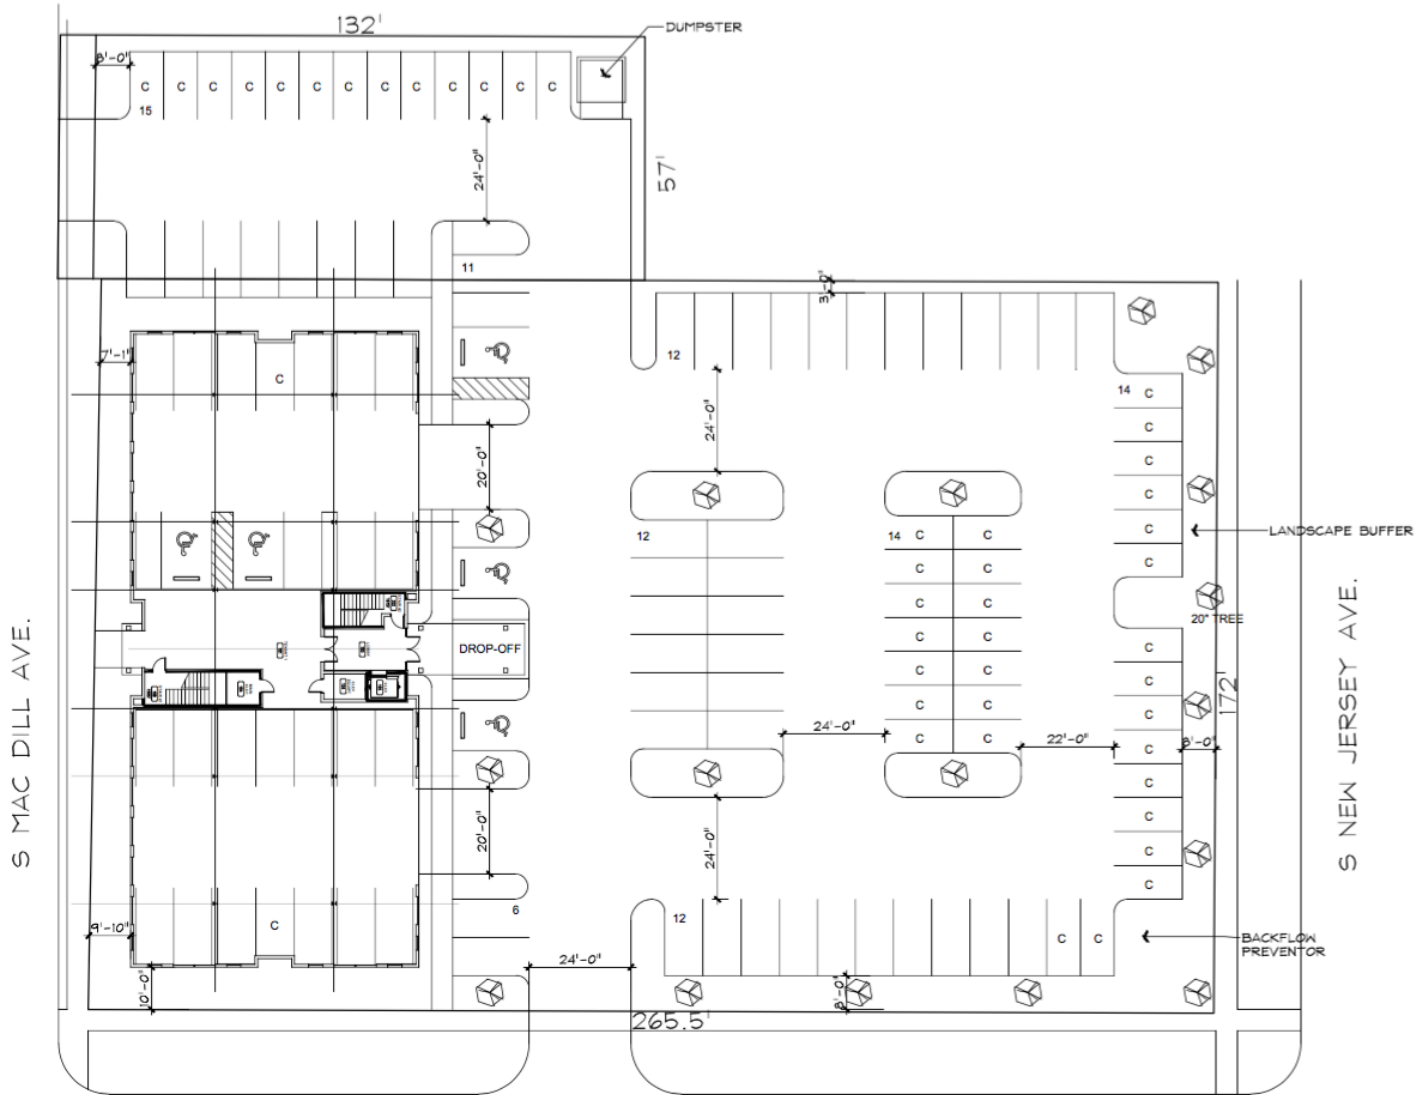 132'
DUMPSTER
8'-0"
C C C C C C C C C C C C C
15
24'-0"
57'
11
3'-0"
12
7'-1"
C
14 C
C
C
C
C
C
24'-0"
20'-0"
12
14 C C
C C
C C
C C
C C
C C
C C
LANDSCAPE BUFFER
20" TREE
DROP-OFF
S MAC DILL AVE.
S NEW JERSEY AVE.
172'
C
C
C
C
C
C
C
C
24'-0"
22'-0"
8'-0"
20'-0"
24'-0"
6
12
C C
C
9'-10"
10'-0"
24'-0"
8'-0"
BACKFLOW
PREVENTOR
265.5'